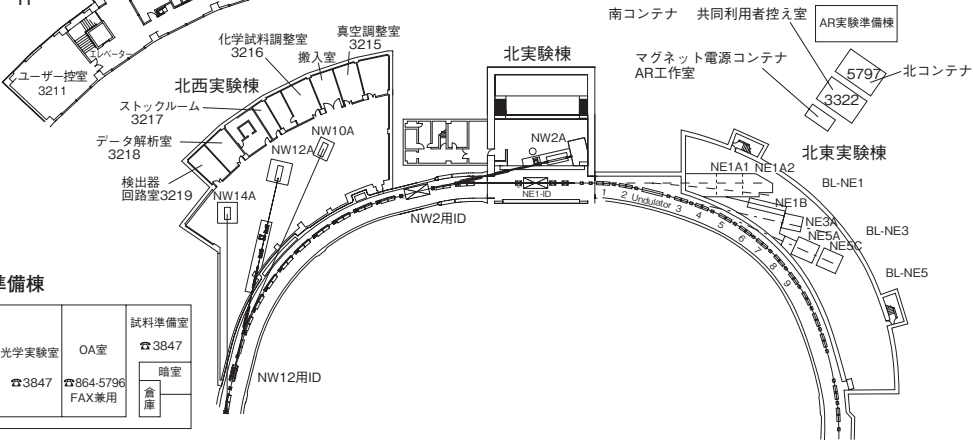 エレベーター
ユーザー控室
3211
北西実験棟
化学試料調整室
3216
搬入室
真空調整室
3215
ストックルーム
3217
データ解析室
3218
検出器
回路室3219
NW14A
NW12A
NW10A
北実験棟
NW2A
NE1-ID
NW2用ID
NW12用ID
1 2 Undulator 3 4 5 6 7 8 9
南コンテナ
共同利用者控え室
AR実験準備棟
マグネット電源コンテナ
AR工作室
5797
北コンテナ
3322
北東実験棟
NE1A1 NE1A2
BL-NE1
NE1B
NE3A
BL-NE3
NE5A
NE5C
BL-NE5
準備棟
光学実験室
☎3847
OA室
☎864-5796
FAX兼用
試料準備室
☎3847
暗室
倉庫